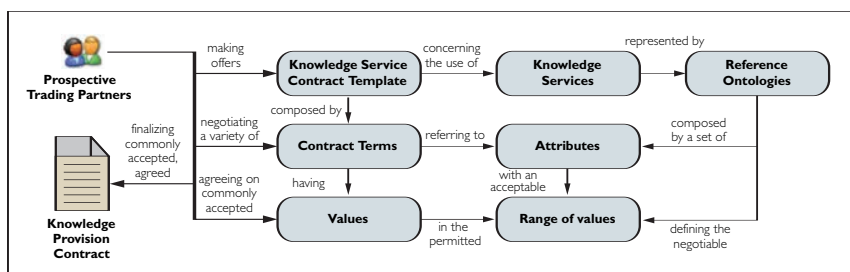 making
offers
Knowledge Service
Contract Template
concerning
the use of
Knowledge
Services
represented by
Reference
Ontologies
Prospective
Trading Partners
composed by
negotiating
a variety of
Contract Terms
referring to
Attributes
composed
by a set of
finalizing
commonly
accepted,
agreed
having
with an
acceptable
agreeing on
commonly
accepted
Values
in the
permitted
Range of values
defining the
negotiable
Knowledge
Provision
Contract